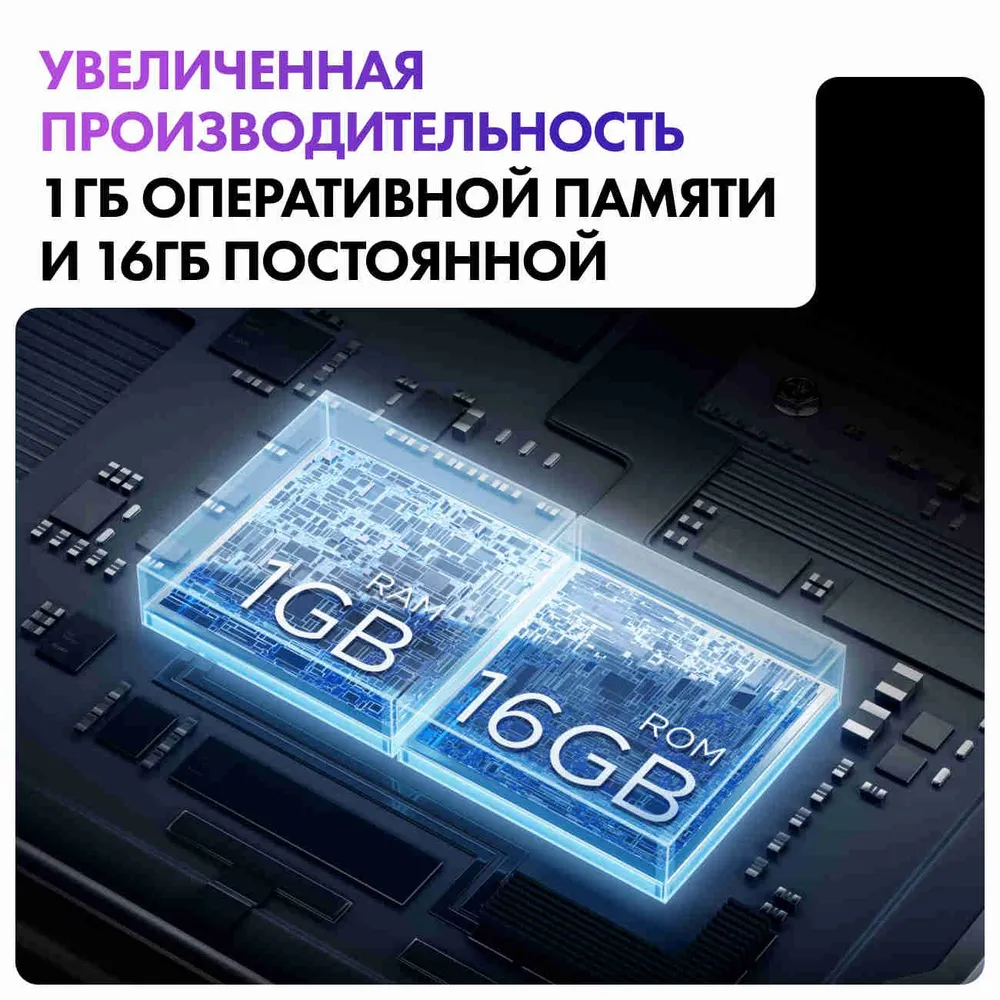 УВЕЛИЧЕННАЯ
ПРОИЗВОДИТЕЛЬНОСТЬ
1ГБ ОПЕРАТИВНОЙ ПАМЯТИ
И 16ГБ ПОСТОЯННОЙ
RAM
1GB
ROM
16GB